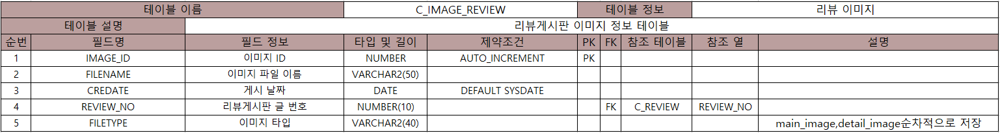 테이블 이름 C_IMAGE_REVIEW 테이블 정보 리뷰 이미지
테이블 설명 리뷰게시판 이미지 정보 테이블
순번 필드명 필드 정보 타입 및 길이 제약조건 PK FK 참조 테이블 참조 열 설명
1 IMAGE_ID 이미지 ID NUMBER AUTO_INCREMENT PK
2 FILENAME 이미지 파일 이름 VARCHAR2(50)
3 CREDATE 게시 날짜 DATE DEFAULT SYSDATE
4 REVIEW_NO 리뷰게시판 글 번호 NUMBER(10) FK C_REVIEW REVIEW_NO
5 FILETYPE 이미지 타입 VARCHAR2(40) main_image,detail_image순차적으로 저장